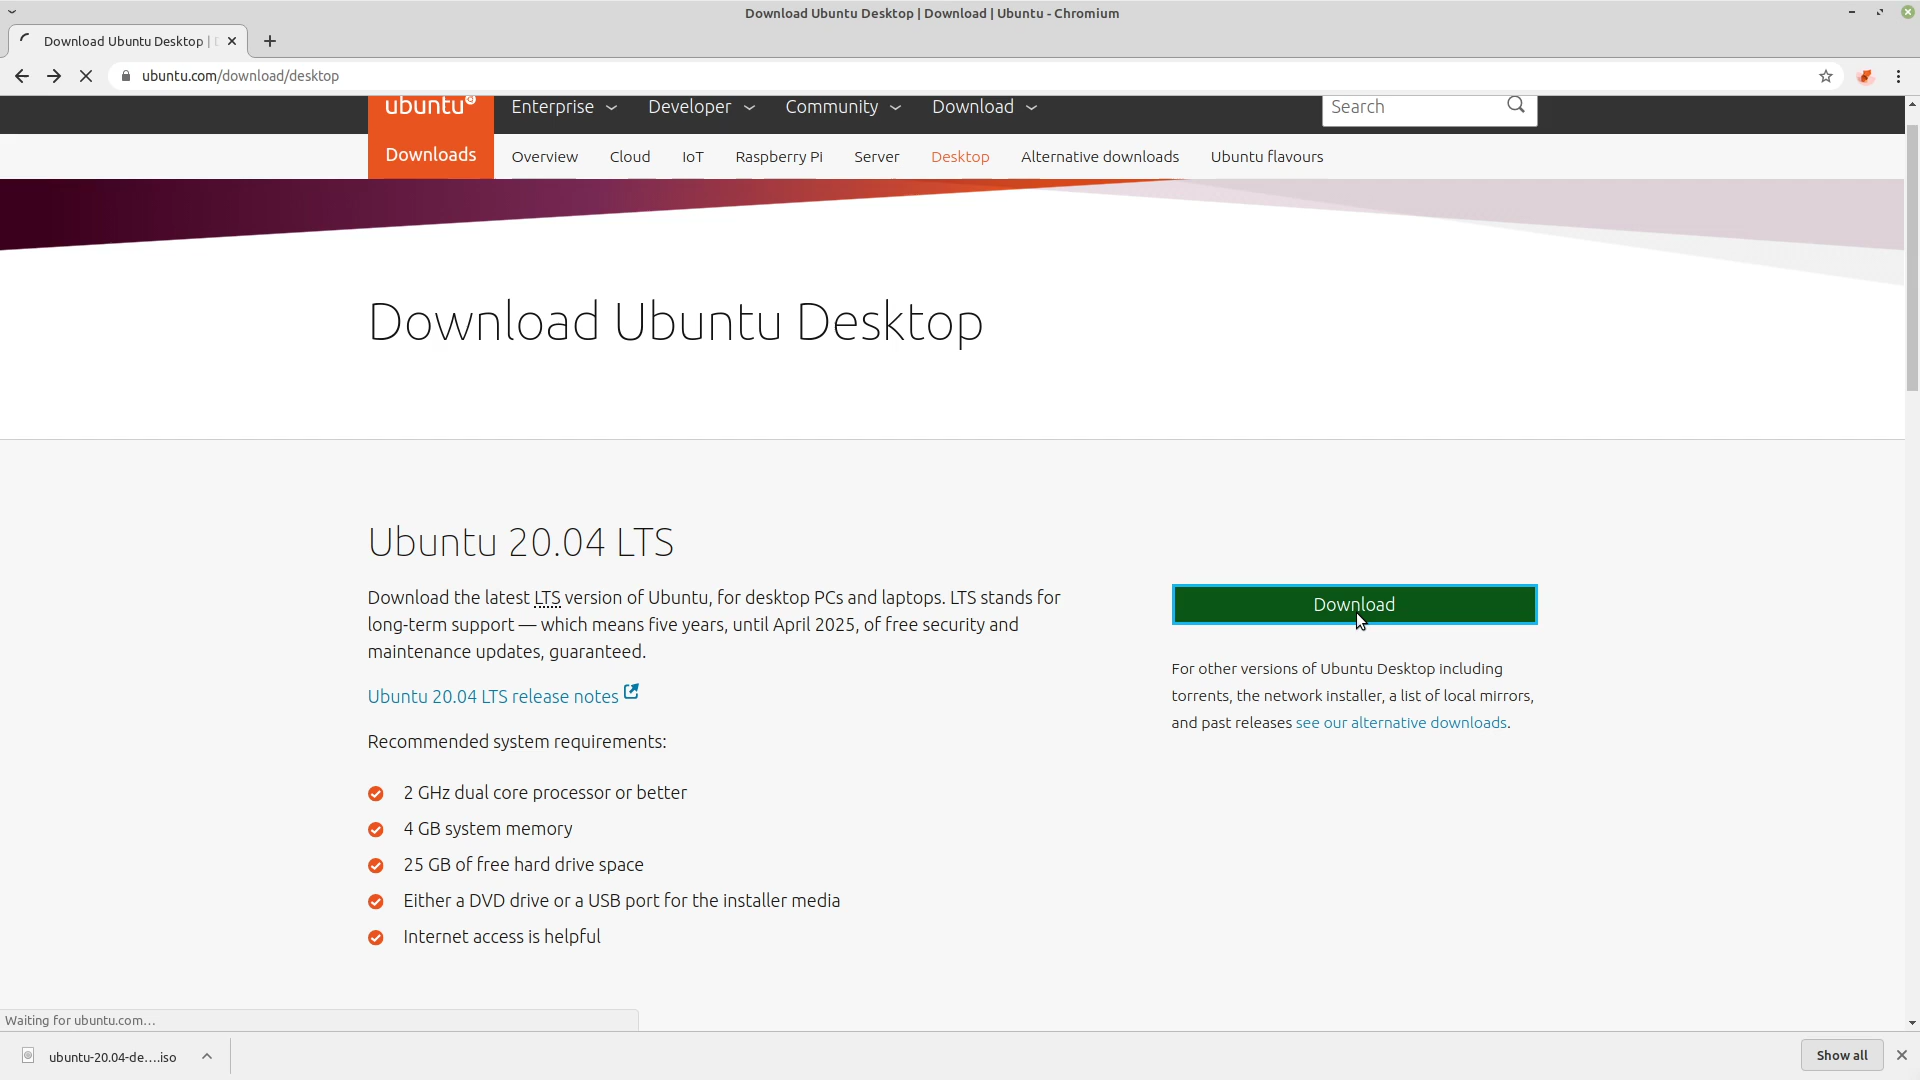 Download Ubuntu Desktop | Download | Ubuntu - Chromium
Download Ubuntu Desktop |
ubuntu.com/download/desktop
ubuntu®
Enterprise
Developer
Community
Download
Search
Downloads
Overview
Cloud
IoT
Raspberry Pi
Server
Desktop
Alternative downloads
Ubuntu flavours
Download Ubuntu Desktop
Ubuntu 20.04 LTS
Download the latest LTS version of Ubuntu, for desktop PCs and laptops. LTS stands for
long-term support — which means five years, until April 2025, of free security and
maintenance updates, guaranteed.
Ubuntu 20.04 LTS release notes
Recommended system requirements:
2 GHz dual core processor or better
4 GB system memory
25 GB of free hard drive space
Either a DVD drive or a USB port for the installer media
Internet access is helpful
Download
For other versions of Ubuntu Desktop including
torrents, the network installer, a list of local mirrors,
and past releases see our alternative downloads.
Waiting for ubuntu.com...
ubuntu-20.04-de....iso
Show all